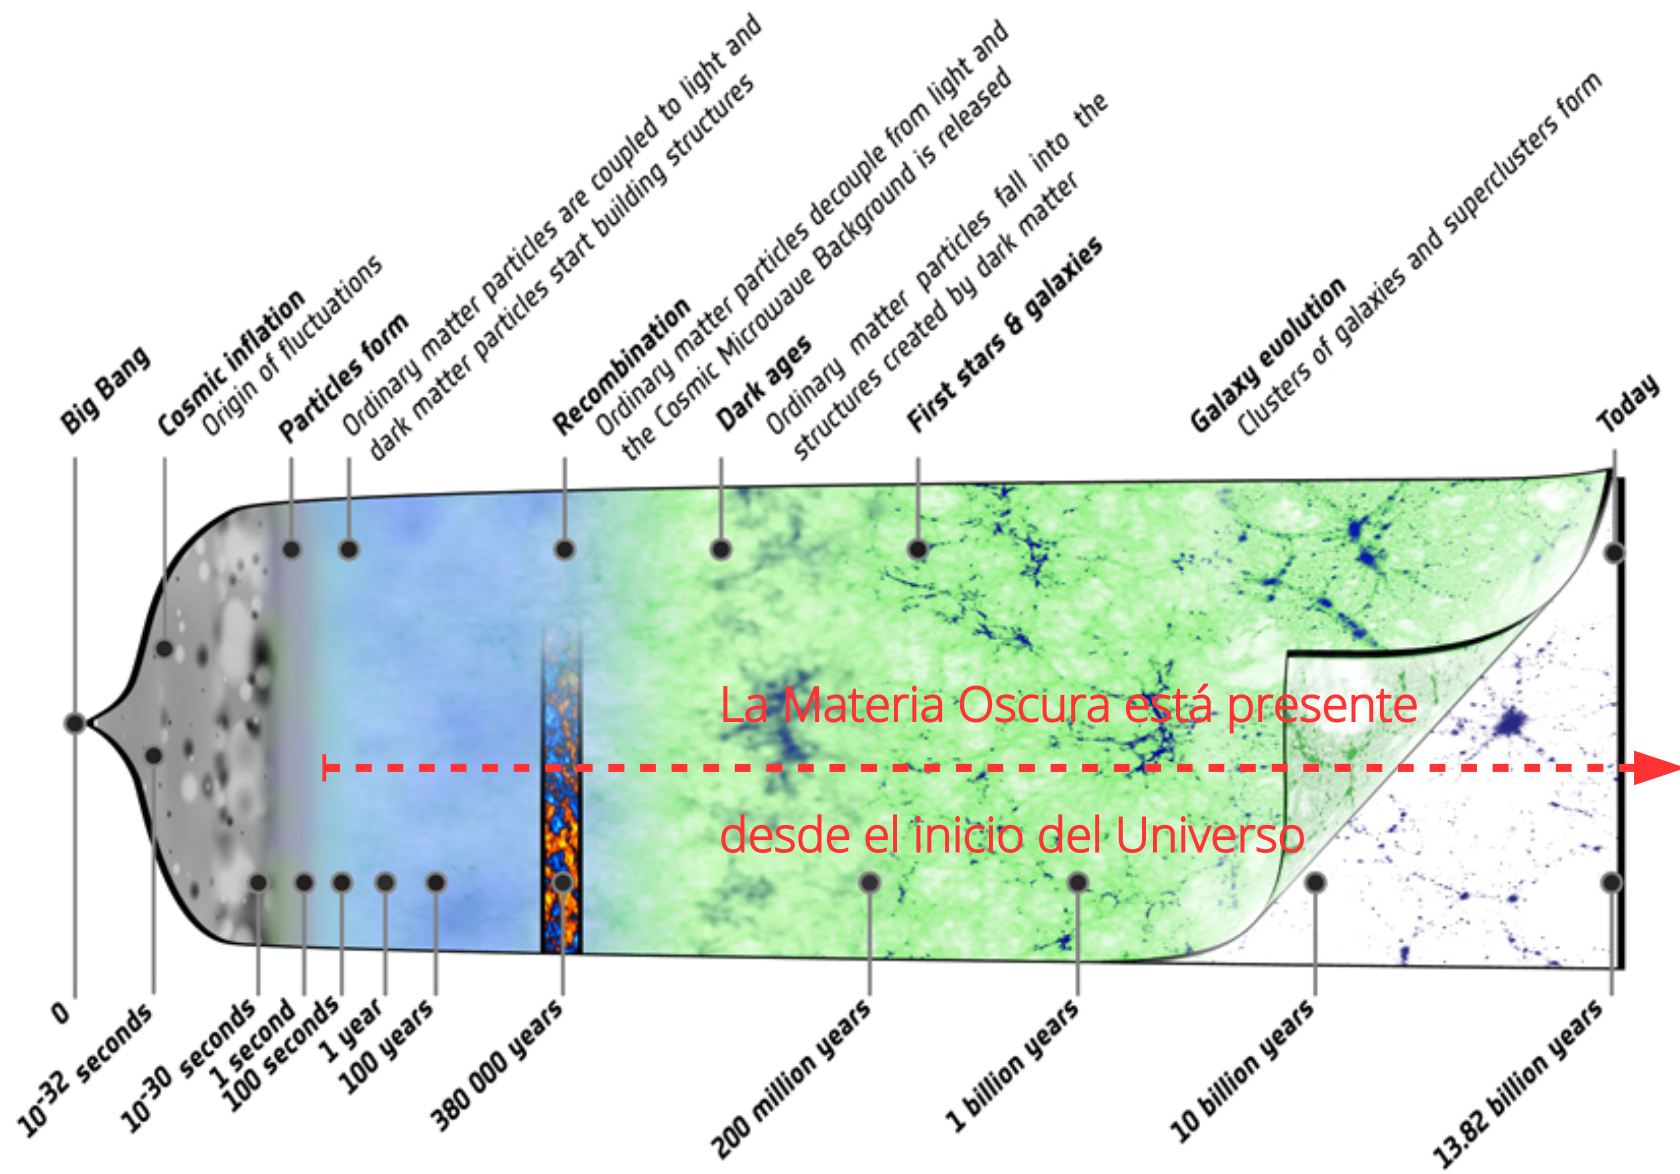 Big Bang
Cosmic inflation
Origin of fluctuations
Particles form
Ordinary matter particles are coupled to light and
dark matter particles start building structures
Recombination
Ordinary matter particles decouple from light and
the Cosmic Microwave Background is released
Dark ages
Ordinary matter particles fall into the
structures created by dark matter
First stars & galaxies
Galaxy evolution
Clusters of galaxies and superclusters form
Today
La Materia Oscura está presente
desde el inicio del Universo
0
10-32 seconds
10-30 seconds
1 second
100 seconds
1 year
100 years
380 000 years
200 million years
1 billion years
10 billion years
13.82 billion years